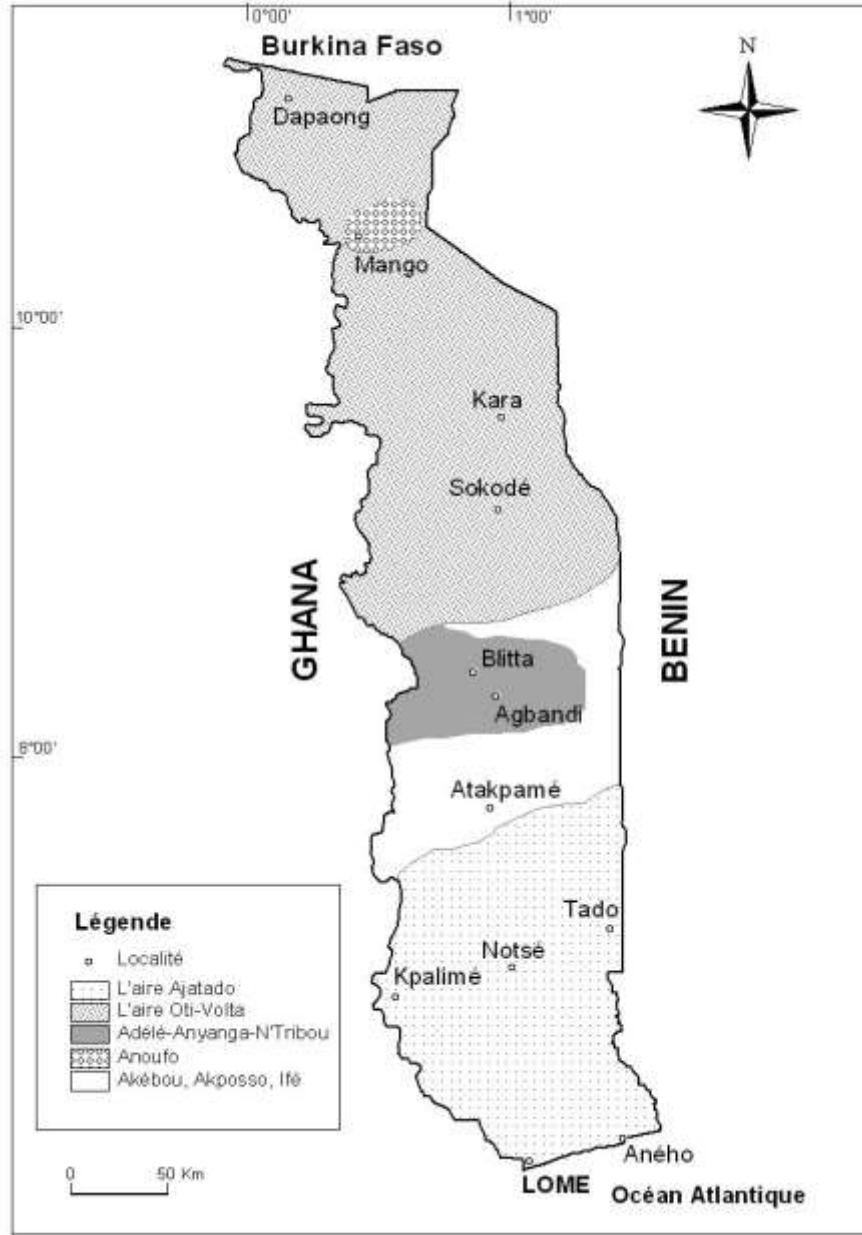 0°00'
1°00'
Burkina Faso
N
Dapaong
Mango
10°00'
Kara
Sokodé
GHANA
BENIN
Blitta
Agbandi
8°00'
Atakpamé
Légende
Localité
L'aire Ajatado
L'aire Oti-Volta
Adélé-Anyanga-N'Tribou
Anoufo
Akébou, Akposso, Ifé
Tado
Notsé
Kpalimé
0
50 Km
Aného
LOME
Océan Atlantique